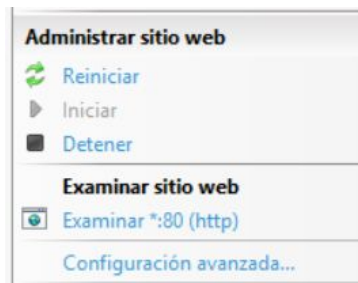 Administrar sitio web
Reiniciar
Iniciar
Detener
Examinar sitio web
Examinar *:80 (http)
Configuración avanzada...